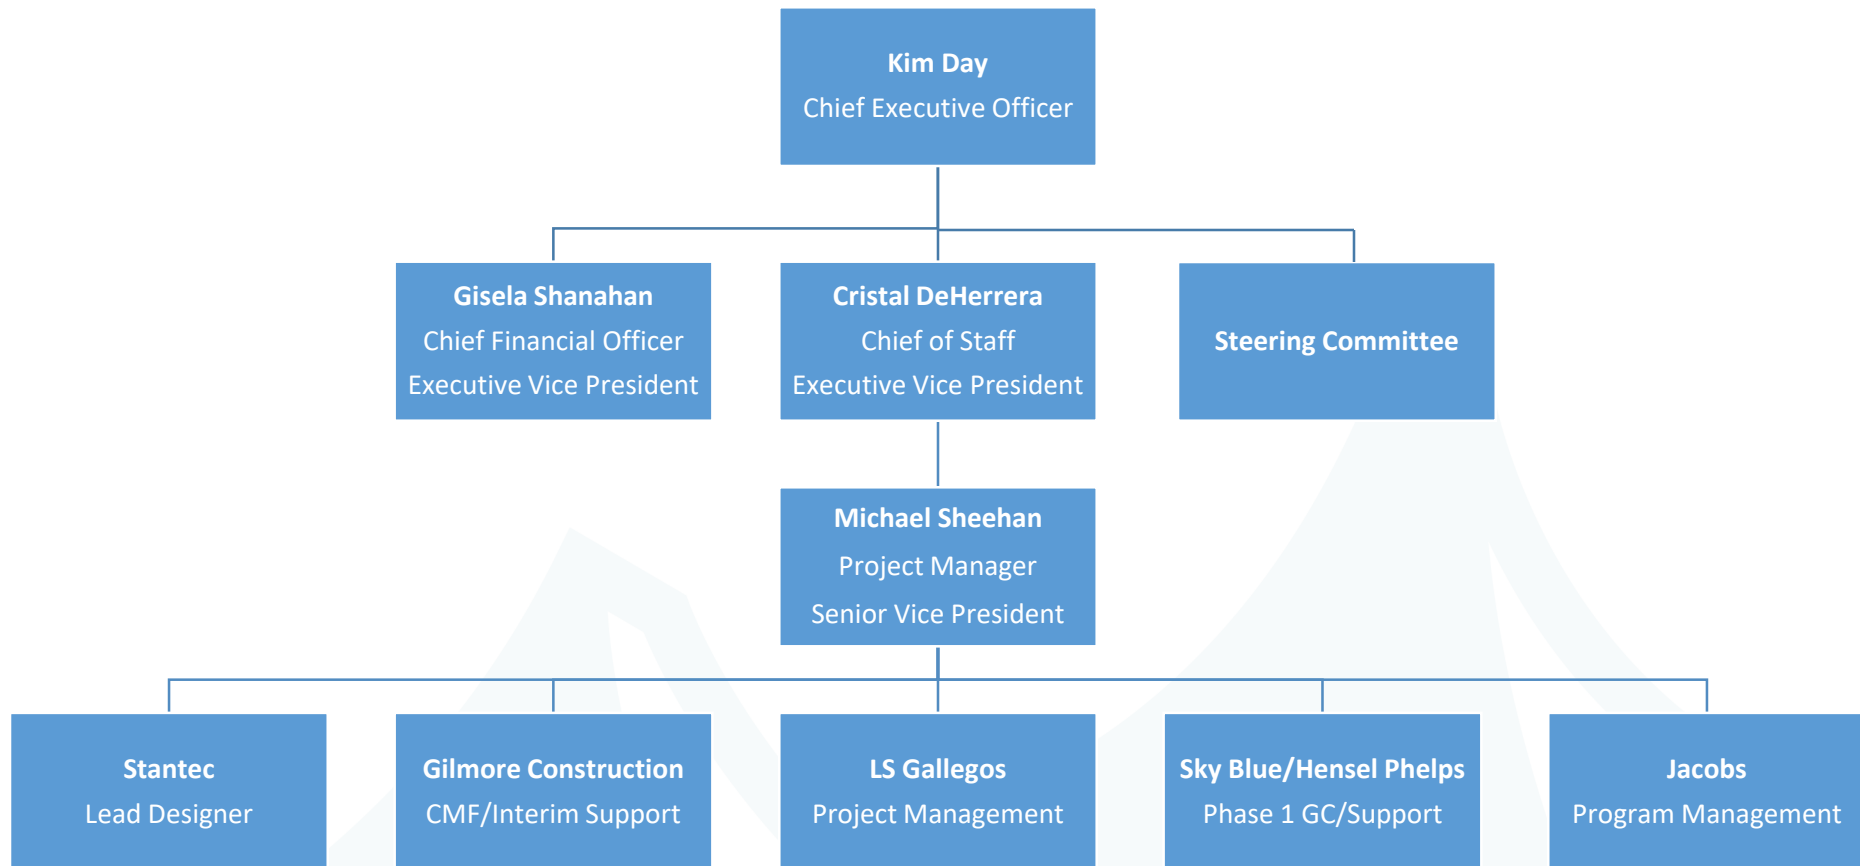 Kim Day
Chief Executive Officer
Gisela Shanahan
Chief Financial Officer
Executive Vice President
Cristal DeHerrera
Chief of Staff
Executive Vice President
Steering Committee
Michael Sheehan
Project Manager
Senior Vice President
Stantec
Lead Designer
Gilmore Construction
CMF/Interim Support
LS Gallegos
Project Management
Sky Blue/Hensel Phelps
Phase 1 GC/Support
Jacobs
Program Management